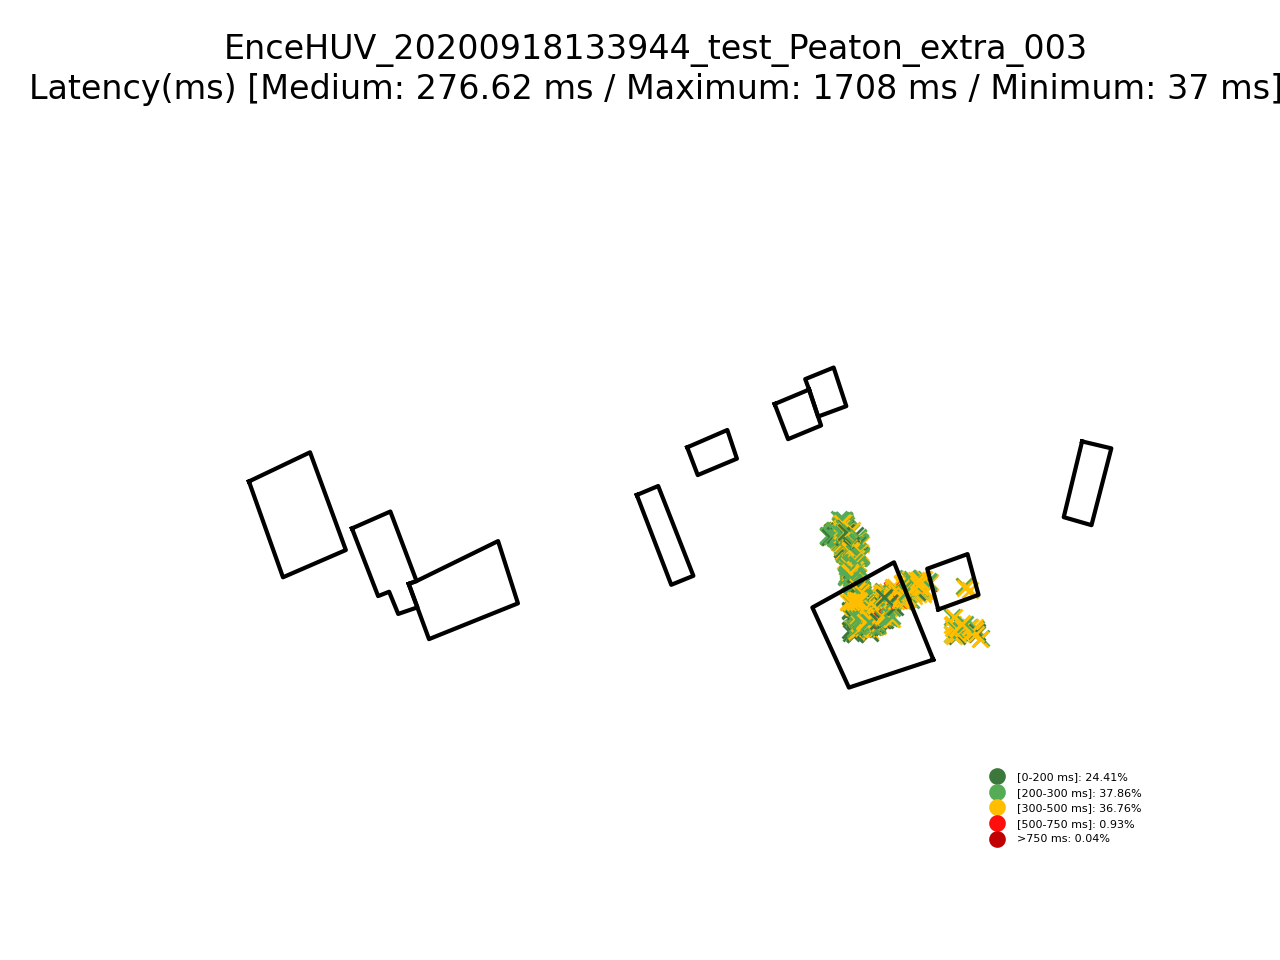 EnceHUV_20200918133944_test_Peaton_extra_003
Latency(ms) [Medium: 276.62 ms / Maximum: 1708 ms / Minimum: 37 ms]
[0-200 ms]: 24.41%
[200-300 ms]: 37.86%
[300-500 ms]: 36.76%
[500-750 ms]: 0.93%
>750 ms: 0.04%